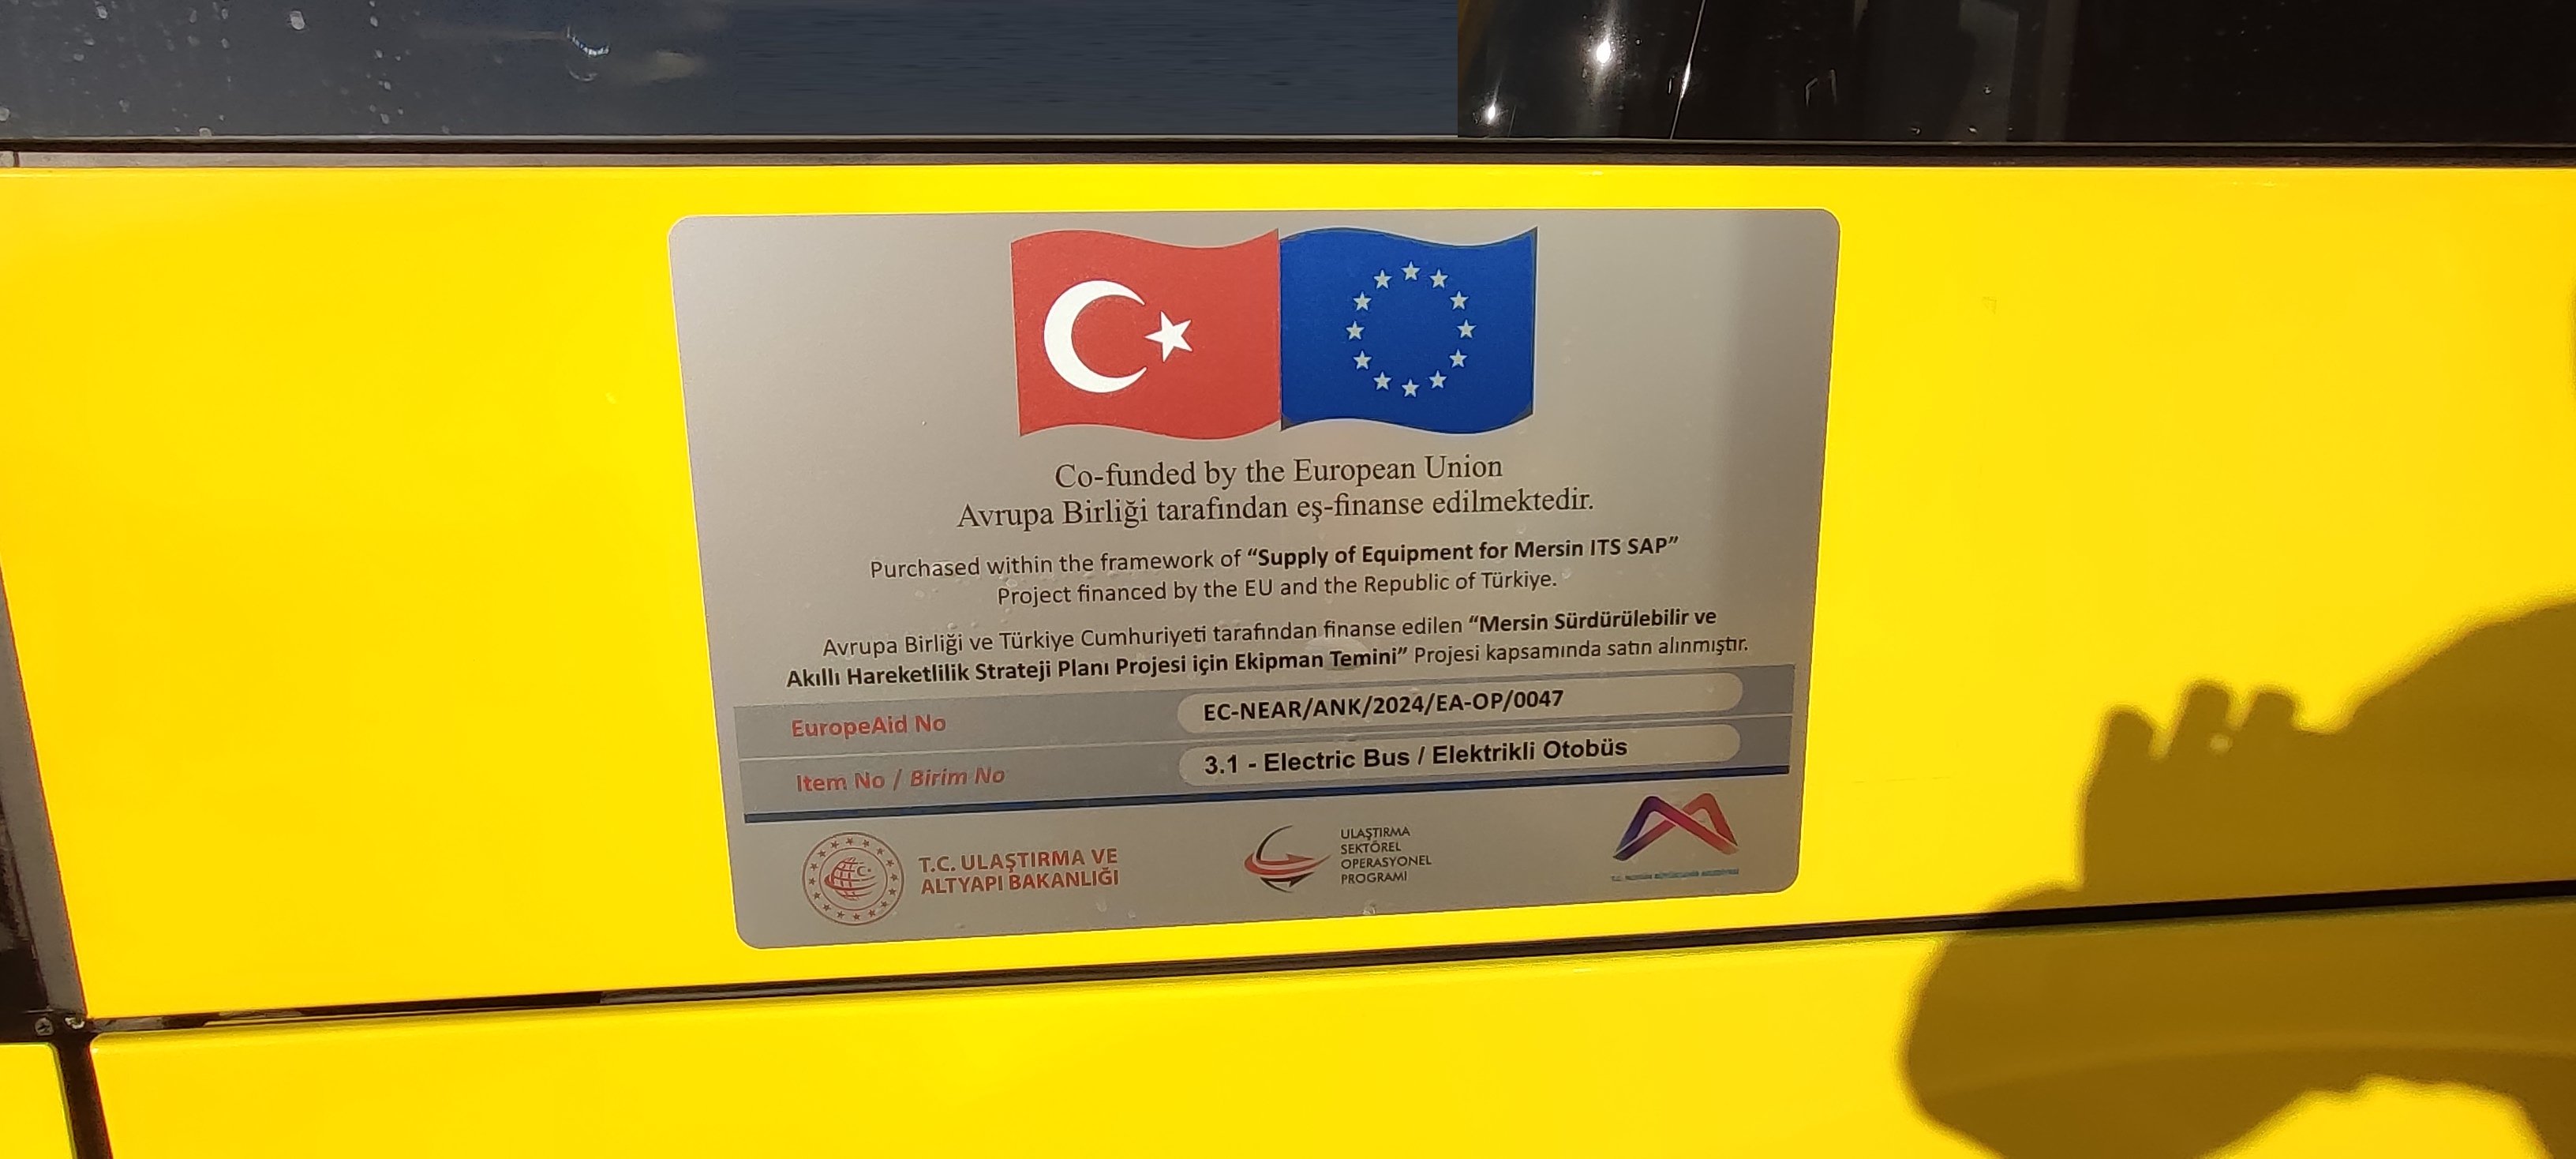 Co-funded by the European Union
Avrupa Birliği tarafından eş-finanse edilmektedir.
Purchased within the framework of “Supply of Equipment for Mersin ITS SAP”
Project financed by the EU and the Republic of Türkiye.
Avrupa Birliği ve Türkiye Cumhuriyeti tarafından finanse edilen “Mersin Sürdürülebilir ve
Akıllı Hareketlilik Strateji Planı Projesi için Ekipman Temini” Projesi kapsamında satın alınmıştır.
EuropeAid No EC-NEAR/ANK/2024/EA-OP/0047
Item No / Birim No 3.1 - Electric Bus / Elektrikli Otobüs
T.C. ULAŞTIRMA VE
ALTYAPI BAKANLIĞI
ULAŞTIRMA
SEKTÖREL
OPERASYONEL
PROGRAMI
T.C. MERSİN BÜYÜKŞEHİR BELEDİYESİ